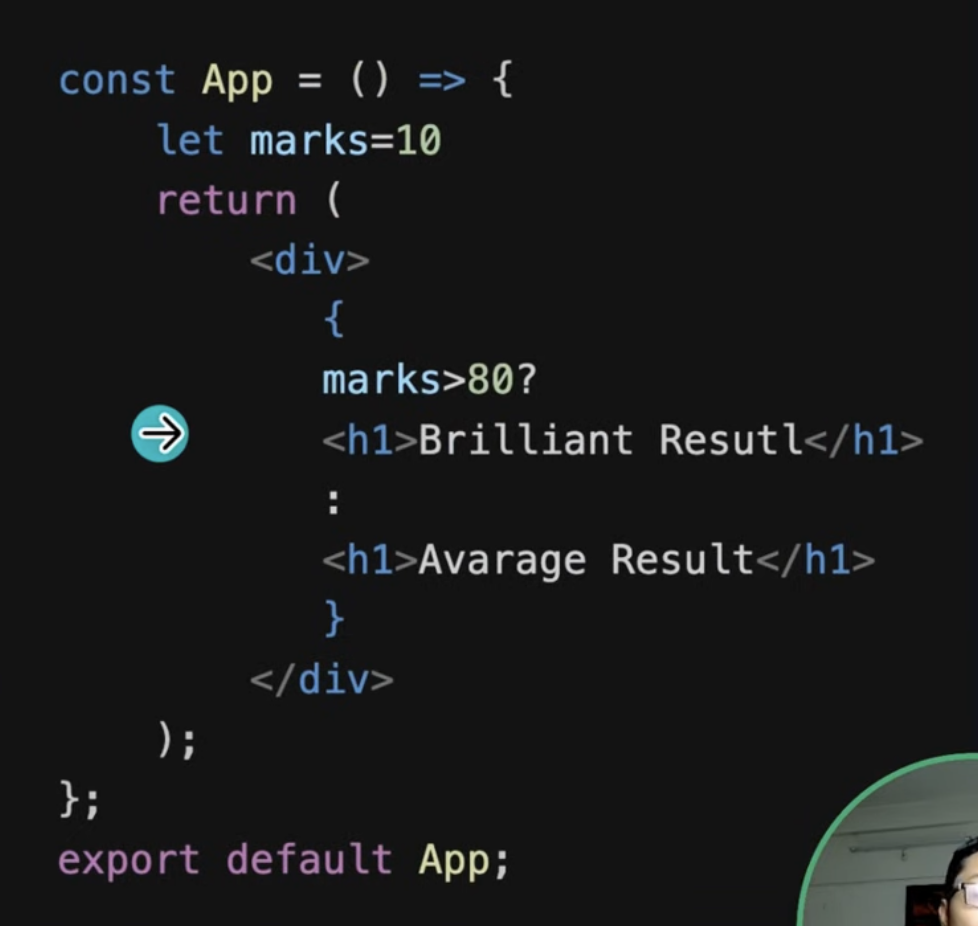 const App = () => {
let marks=10
return (
<div>
{
marks>80?
<h1>Brilliant Resutl</h1>
:
<h1>Avarage Result</h1>
}
</div>
);
};
export default App;